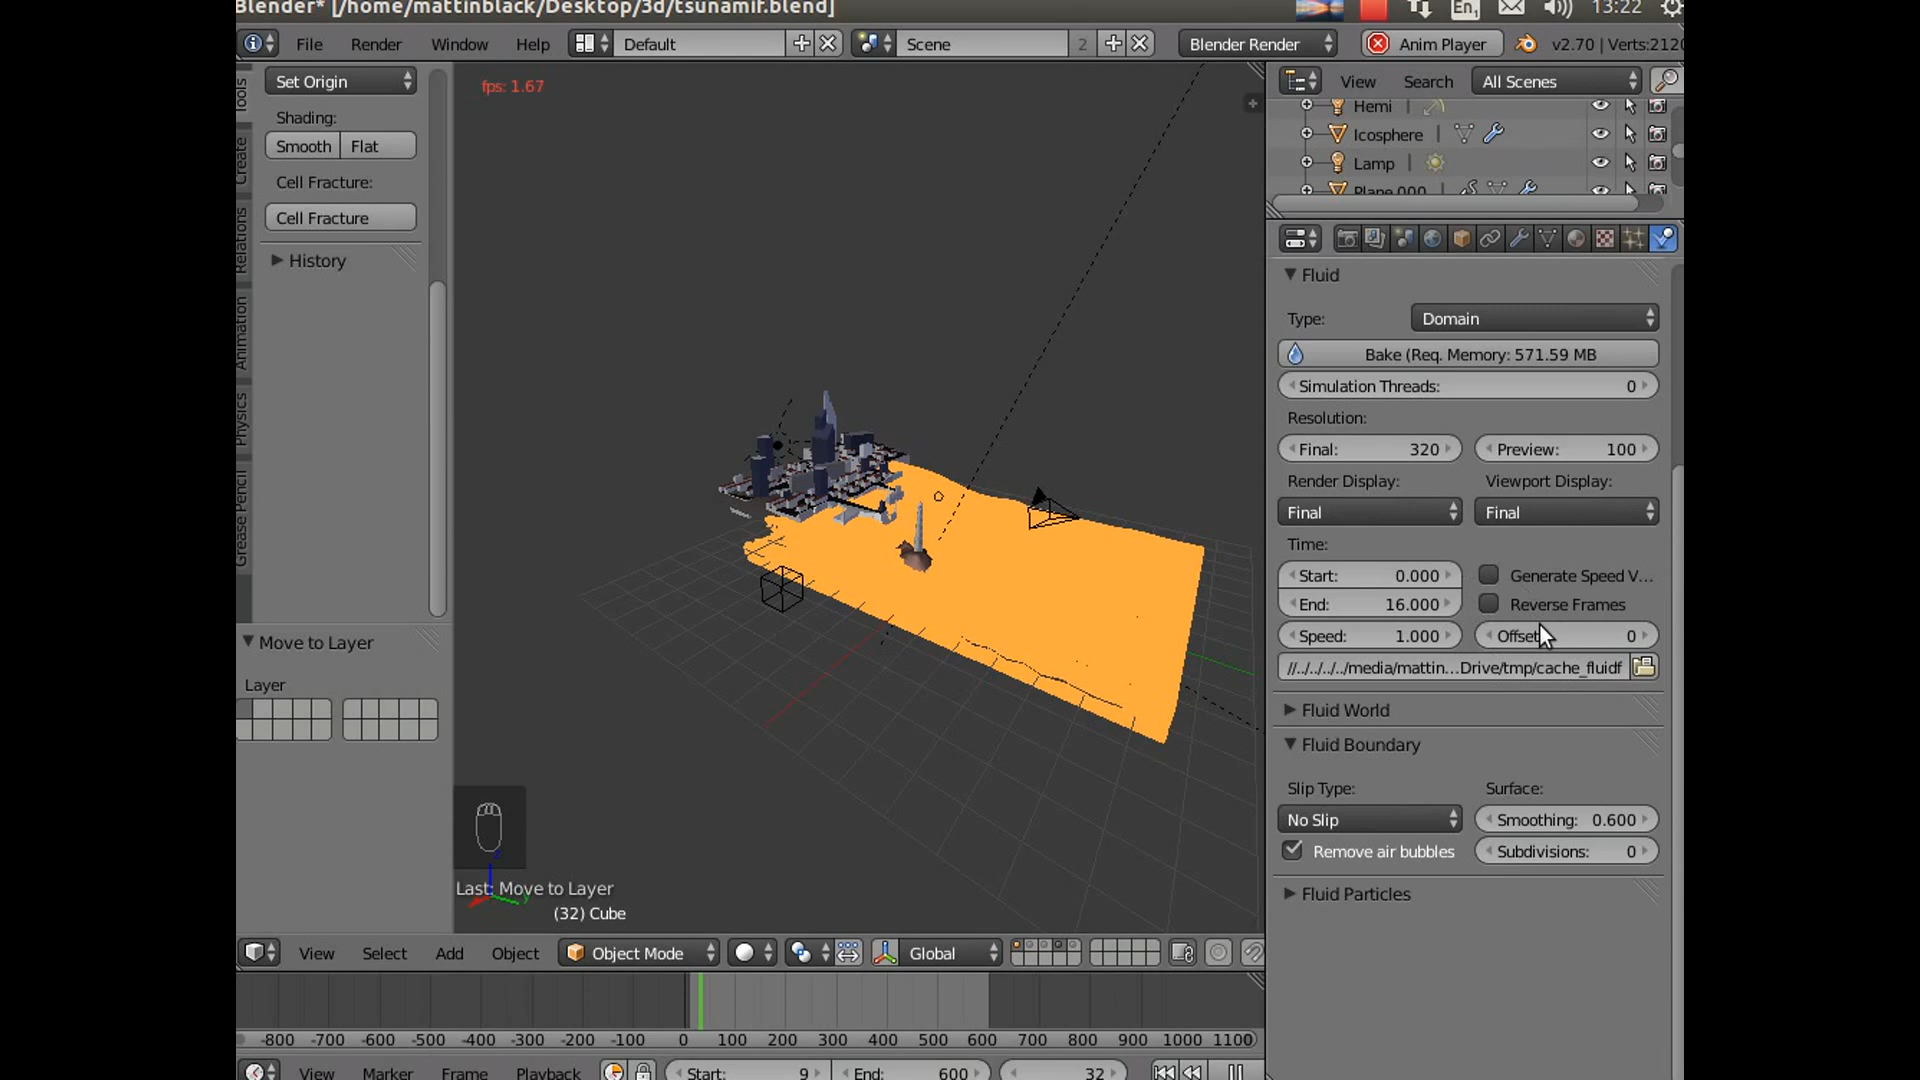 Blender* [/home/mattinblack/Desktop/3d/tsunamif.blend]
En1
13:22
File Render Window Help Default Scene 2 Blender Render Anim Player v2.70 | Verts:2120
Set Origin
Shading:
Smooth Flat
Cell Fracture:
Cell Fracture
History
Tools
Create
Relations
Animation
Physics
Grease Pencil
Move to Layer
Layer
fps: 1.67
Last: Move to Layer
(32) Cube
View Select Add Object Object Mode Global
-800 -700 -600 -500 -400 -300 -200 -100 0 100 200 300 400 500 600 700 800 900 1000 1100
View Marker Frame Playback Start: 9 End: 600 32
View Search All Scenes
Hemi
Icosphere
Lamp
Plane.000
Fluid
Type: Domain
Bake (Req. Memory: 571.59 MB
Simulation Threads: 0
Resolution:
Final: 320 Preview: 100
Render Display: Viewport Display:
Final Final
Time:
Start: 0.000 Generate Speed V...
End: 16.000 Reverse Frames
Speed: 1.000 Offset 0
//../../../../media/mattin...Drive/tmp/cache_fluidf
Fluid World
Fluid Boundary
Slip Type: Surface:
No Slip Smoothing: 0.600
Remove air bubbles Subdivisions: 0
Fluid Particles